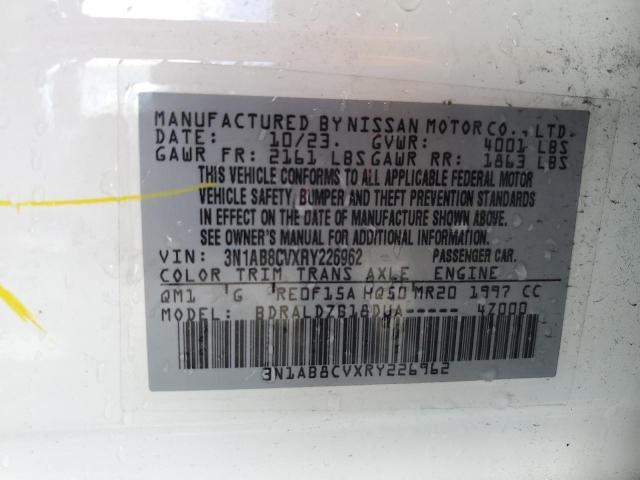 MANUFACTURED BY NISSAN MOTOR CO., LTD.
DATE: 10/23. GVWR: 4001 LBS
GAWR FR: 2161 LBS GAWR RR: 1863 LBS
THIS VEHICLE CONFORMS TO ALL APPLICABLE FEDERAL MOTOR
VEHICLE SAFETY, BUMPER AND THEFT PREVENTION STANDARDS
IN EFFECT ON THE DATE OF MANUFACTURE SHOWN ABOVE.
SEE OWNER'S MANUAL FOR ADDITIONAL INFORMATION.
VIN: 3N1AB8CVXRY226962 PASSENGER CAR.
COLOR TRIM TRANS AXLE ENGINE
QM1 G RE0F15A HQ50 MR20 1997 CC
MODEL: BDRALDZB18DUA----- 4Z000
3N1AB8CVXRY226962